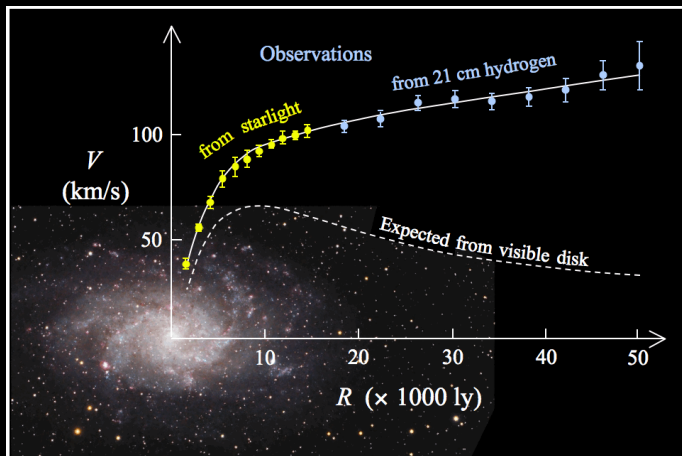 Observations
from 21 cm hydrogen
from starlight
100
V
(km/s)
50
Expected from visible disk
10
20
30
40
50
R (× 1000 ly)